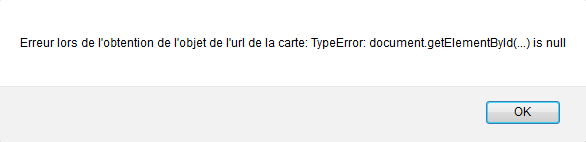 Erreur lors de l'obtention de l'objet de l'url de la carte: TypeError: document.getElementById(...) is null
OK